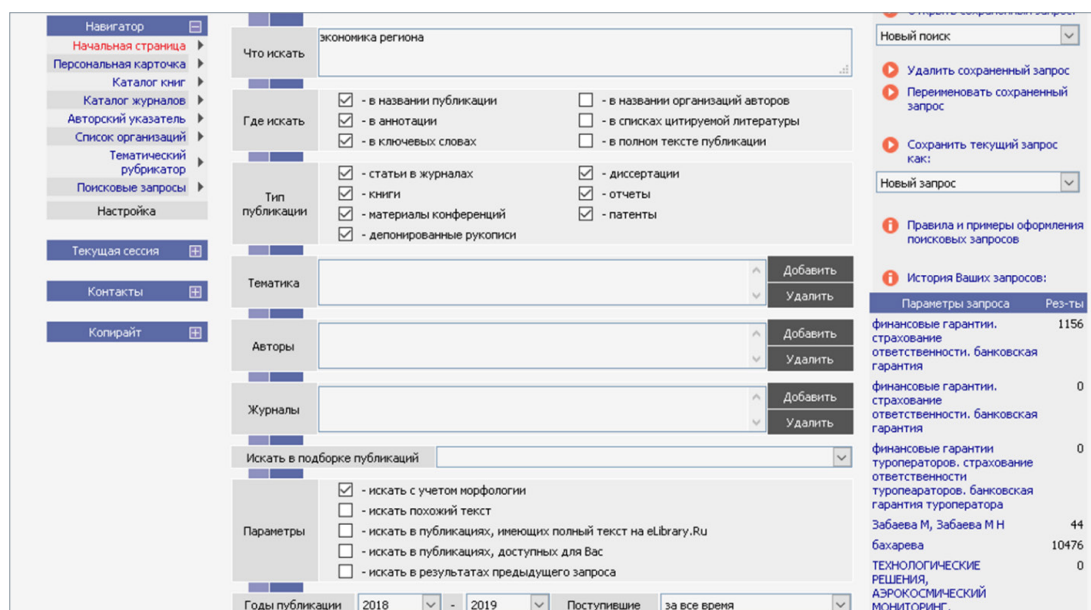 Навигатор
Начальная страница
Персональная карточка
Каталог книг
Каталог журналов
Авторский указатель
Список организаций
Тематический
рубрикатор
Поисковые запросы
Настройка
Текущая сессия
Контакты
Копирайт
Что искать
экономика региона
Где искать
- в названии публикации
- в названии организаций авторов
- в аннотации
- в списках цитируемой литературы
- в ключевых словах
- в полном тексте публикации
Тип
публикации
- статьи в журналах
- диссертации
- книги
- отчеты
- материалы конференций
- патенты
- депонированные рукописи
Тематика
Добавить
Удалить
Авторы
Добавить
Удалить
Журналы
Добавить
Удалить
Искать в подборке публикаций
Параметры
- искать с учетом морфологии
- искать похожий текст
- искать в публикациях, имеющих полный текст на eLibrary.Ru
- искать в публикациях, доступных для Вас
- искать в результатах предыдущего запроса
Годы публикации 2018 - 2019 Поступившие за все время
Новый поиск
Удалить сохраненный запрос
Переименовать сохраненный
запрос
Сохранить текущий запрос
как:
Новый запрос
Правила и примеры оформления
поисковых запросов
История Ваших запросов:
Параметры запроса Рез-ты
финансовые гарантии. 1156
страхование
ответственности. банковская
гарантия
финансовые гарантии. 0
страхование
ответственности. банковская
гарантия
финансовые гарантии 0
туроператоров. страхование
ответственности
туропеараторов. банковская
гарантия туроператора
Забаева М, Забаева М Н 44
бахарева 10476
ТЕХНОЛОГИЧЕСКИЕ 0
РЕШЕНИЯ,
АЭРОКОСМИЧЕСКИЙ
МОНИТОРИНГ,